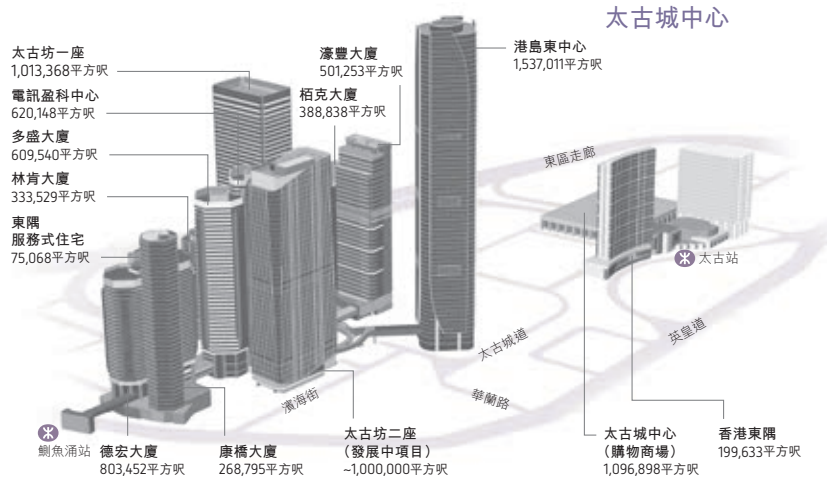 太古城中心
太古坊一座
1,013,368平方呎
電訊盈科中心
620,148平方呎
多盛大廈
609,540平方呎
林肯大廈
333,529平方呎
東隅
服務式住宅
75,068平方呎
濠豐大廈
501,253平方呎
栢克大廈
388,838平方呎
港島東中心
1,537,011平方呎
東區走廊
太古站
太古城道
英皇道
濱海街
華蘭路
鰂魚涌站
德宏大廈
803,452平方呎
康橋大廈
268,795平方呎
太古坊二座
(發展中項目)
~1,000,000平方呎
太古城中心
(購物商場)
1,096,898平方呎
香港東隅
199,633平方呎